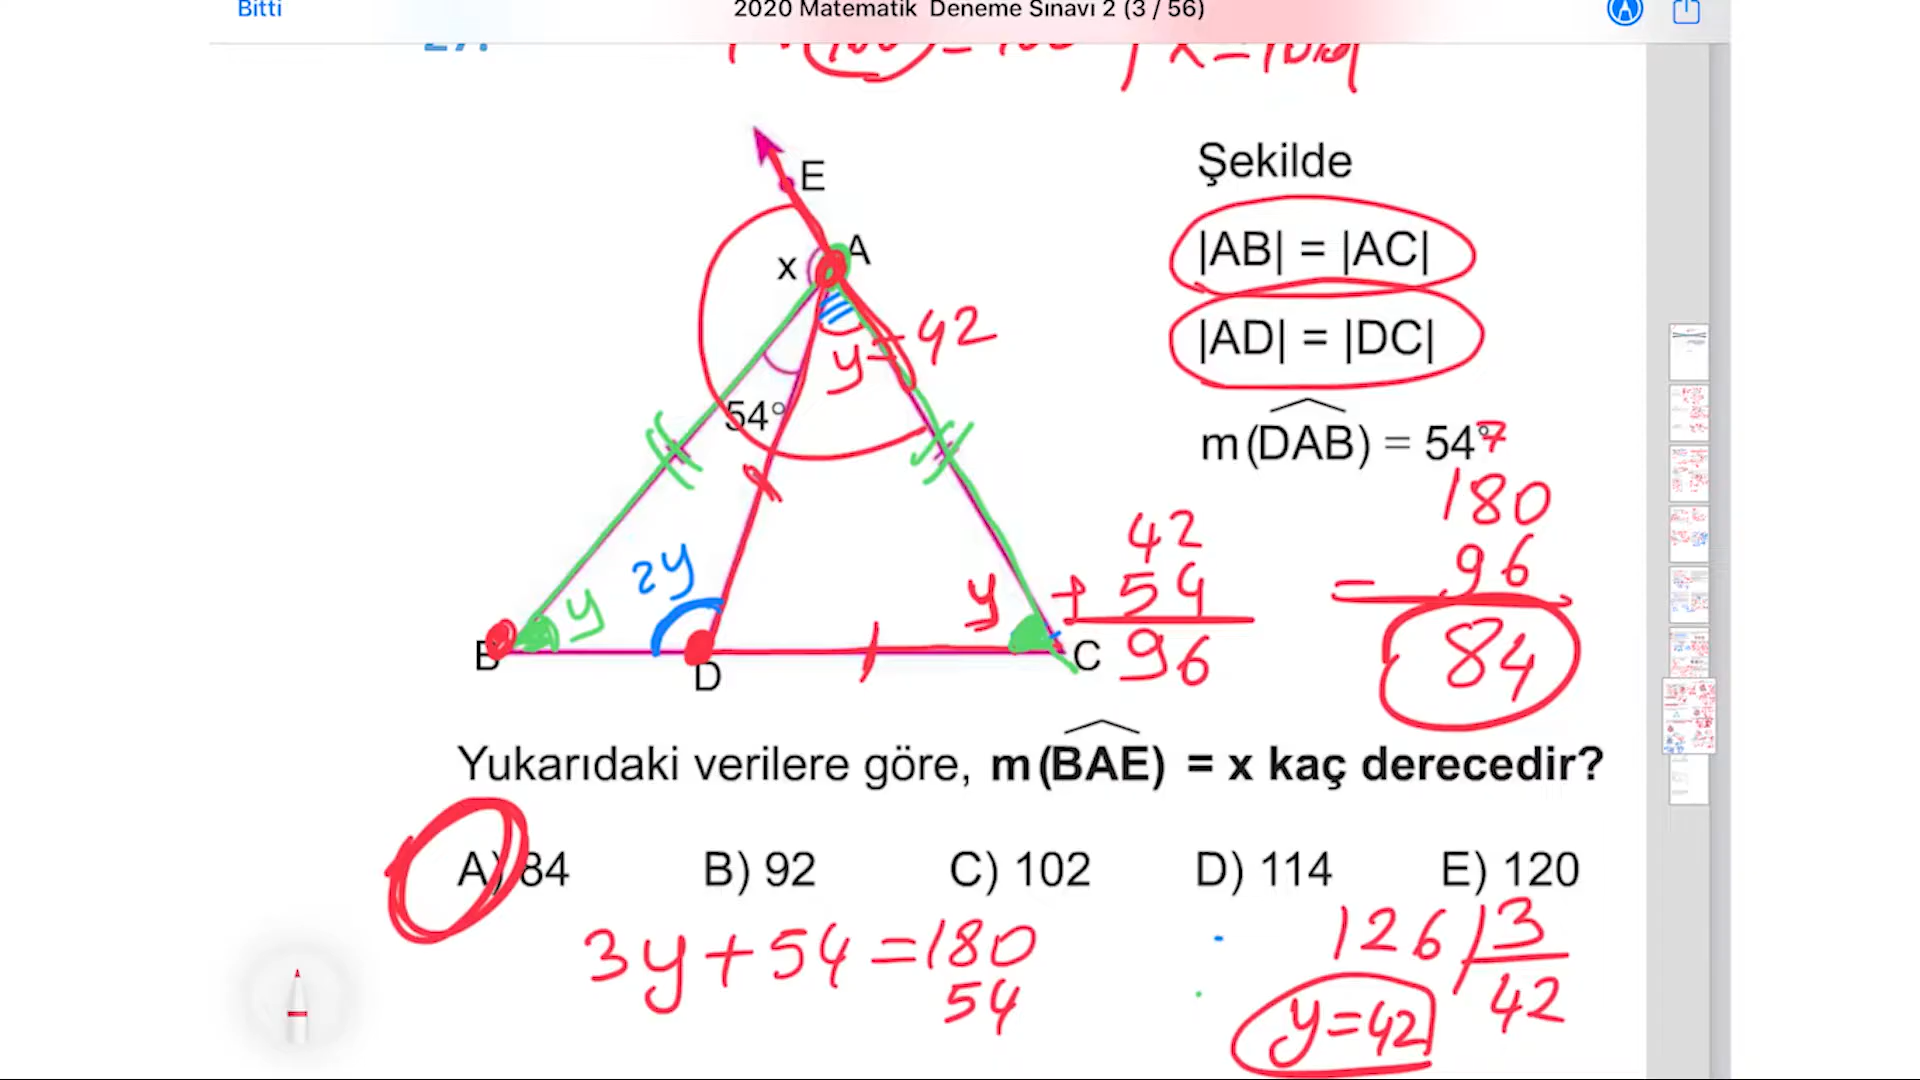 Bitti
2020 Matematik Deneme Sınavı 2 (3 / 56)
E
A
x
y=42
54°
2y
y
y
B
D
C
Şekilde
|AB| = |AC|
|AD| = |DC|
m(DAB) = 54°
42
+ 54
96
180
- 96
84
Yukarıdaki verilere göre, m(BAE) = x kaç derecedir?
A) 84 B) 92 C) 102 D) 114 E) 120
3y+54=180
54
126 3
42
y=42